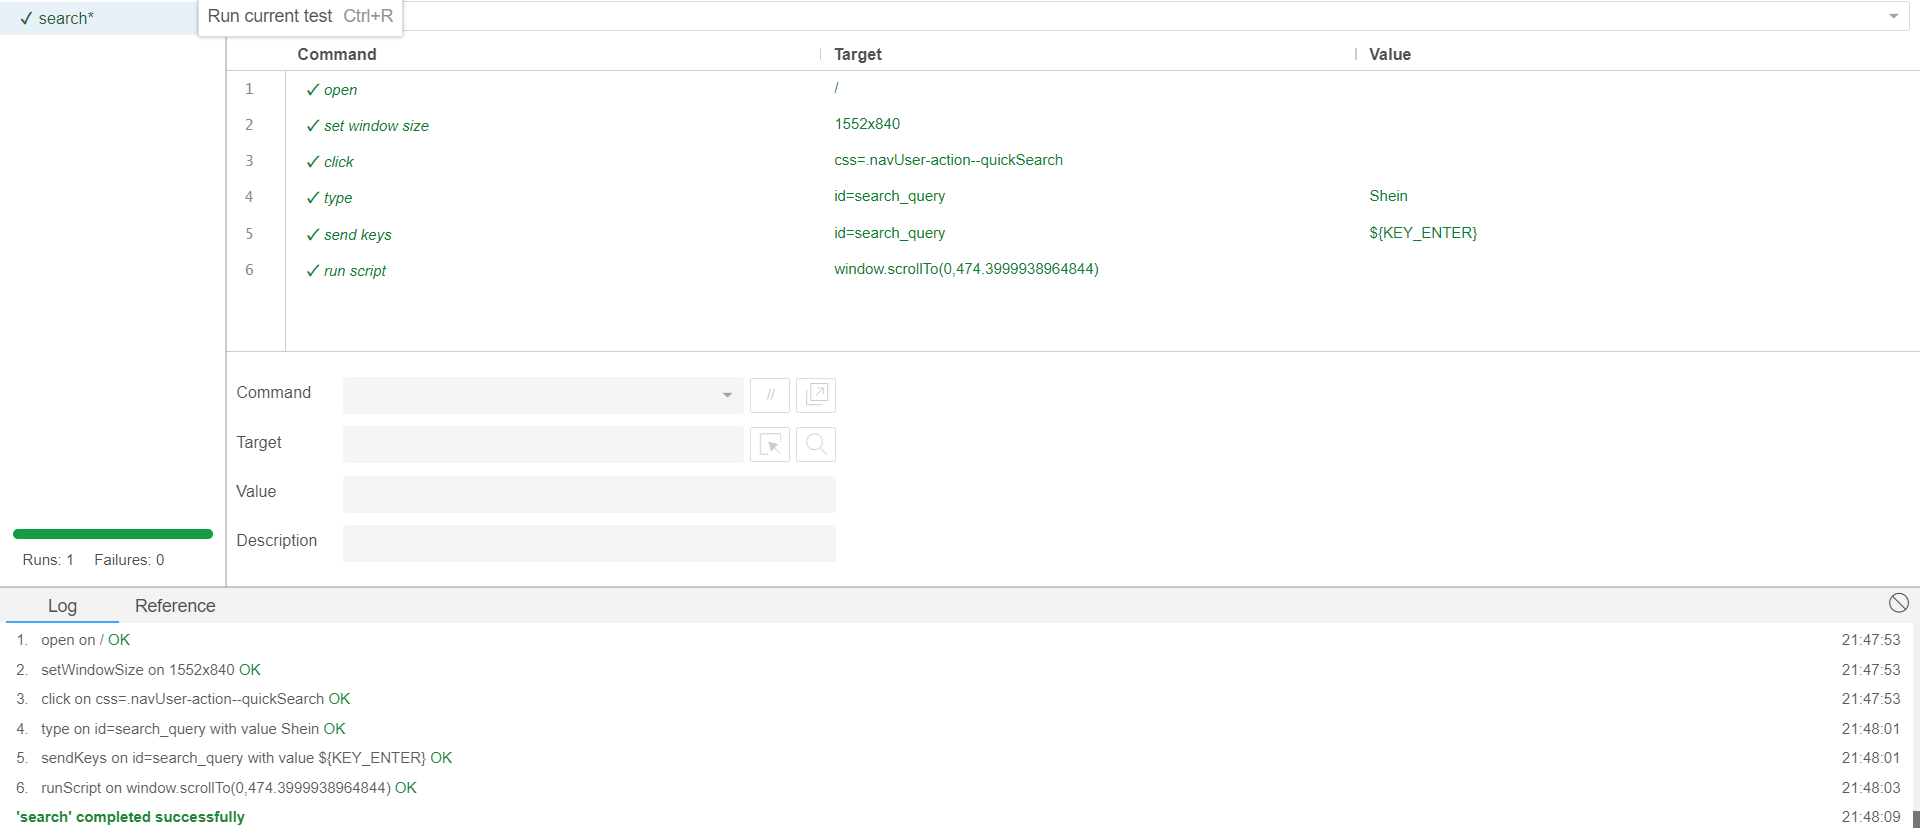 ✓ search*
Run current test Ctrl+R
Command Target Value
1 ✓ open /
2 ✓ set window size 1552x840
3 ✓ click css=.navUser-action--quickSearch
4 ✓ type id=search_query Shein
5 ✓ send keys id=search_query ${KEY_ENTER}
6 ✓ run script window.scrollTo(0,474.3999938964844)
Command //
Target
Value
Description
Runs: 1 Failures: 0
Log Reference
1. open on / OK 21:47:53
2. setWindowSize on 1552x840 OK 21:47:53
3. click on css=.navUser-action--quickSearch OK 21:47:53
4. type on id=search_query with value Shein OK 21:48:01
5. sendKeys on id=search_query with value ${KEY_ENTER} OK 21:48:01
6. runScript on window.scrollTo(0,474.3999938964844) OK 21:48:03
'search' completed successfully 21:48:09